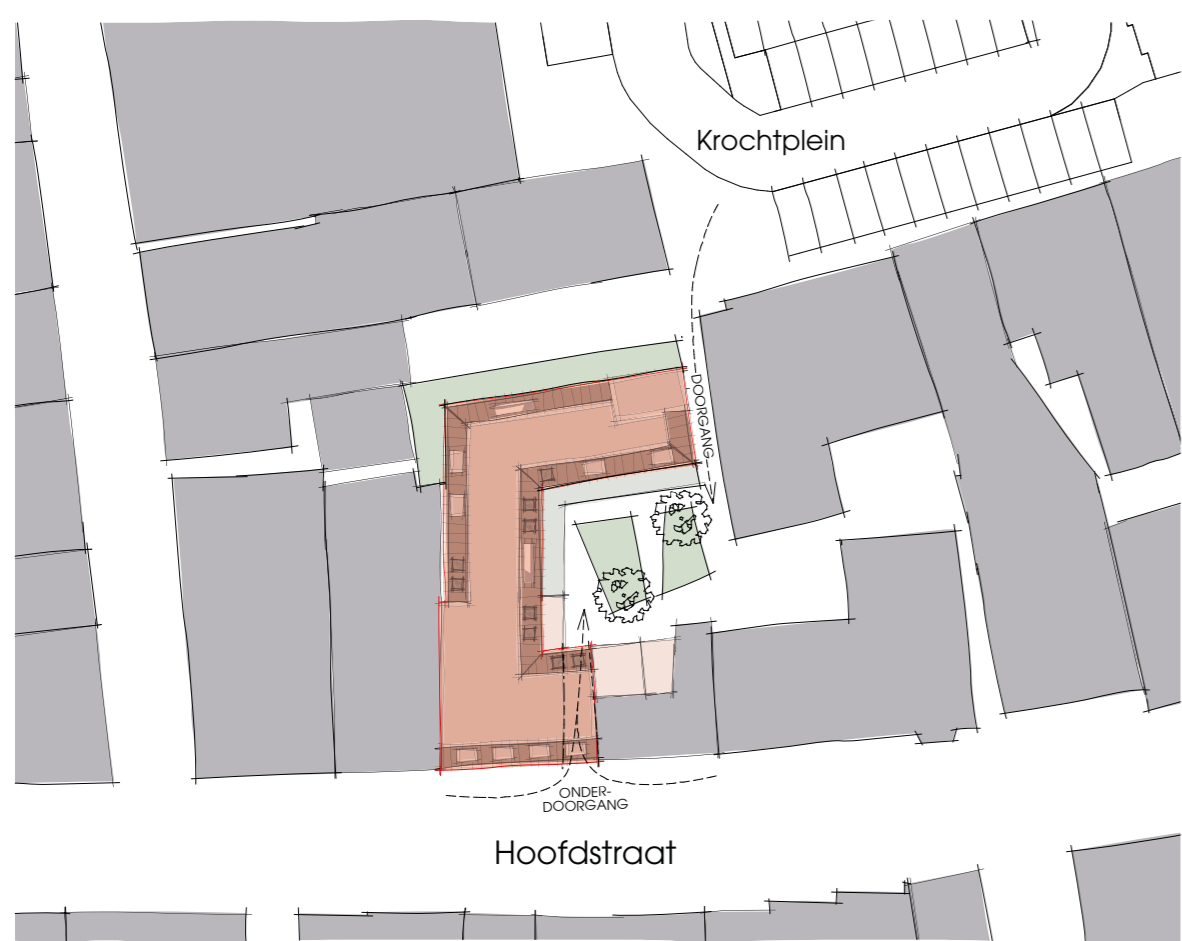 Krochtplein
DOORGANG
ONDER-
DOORGANG
Hoofdstraat